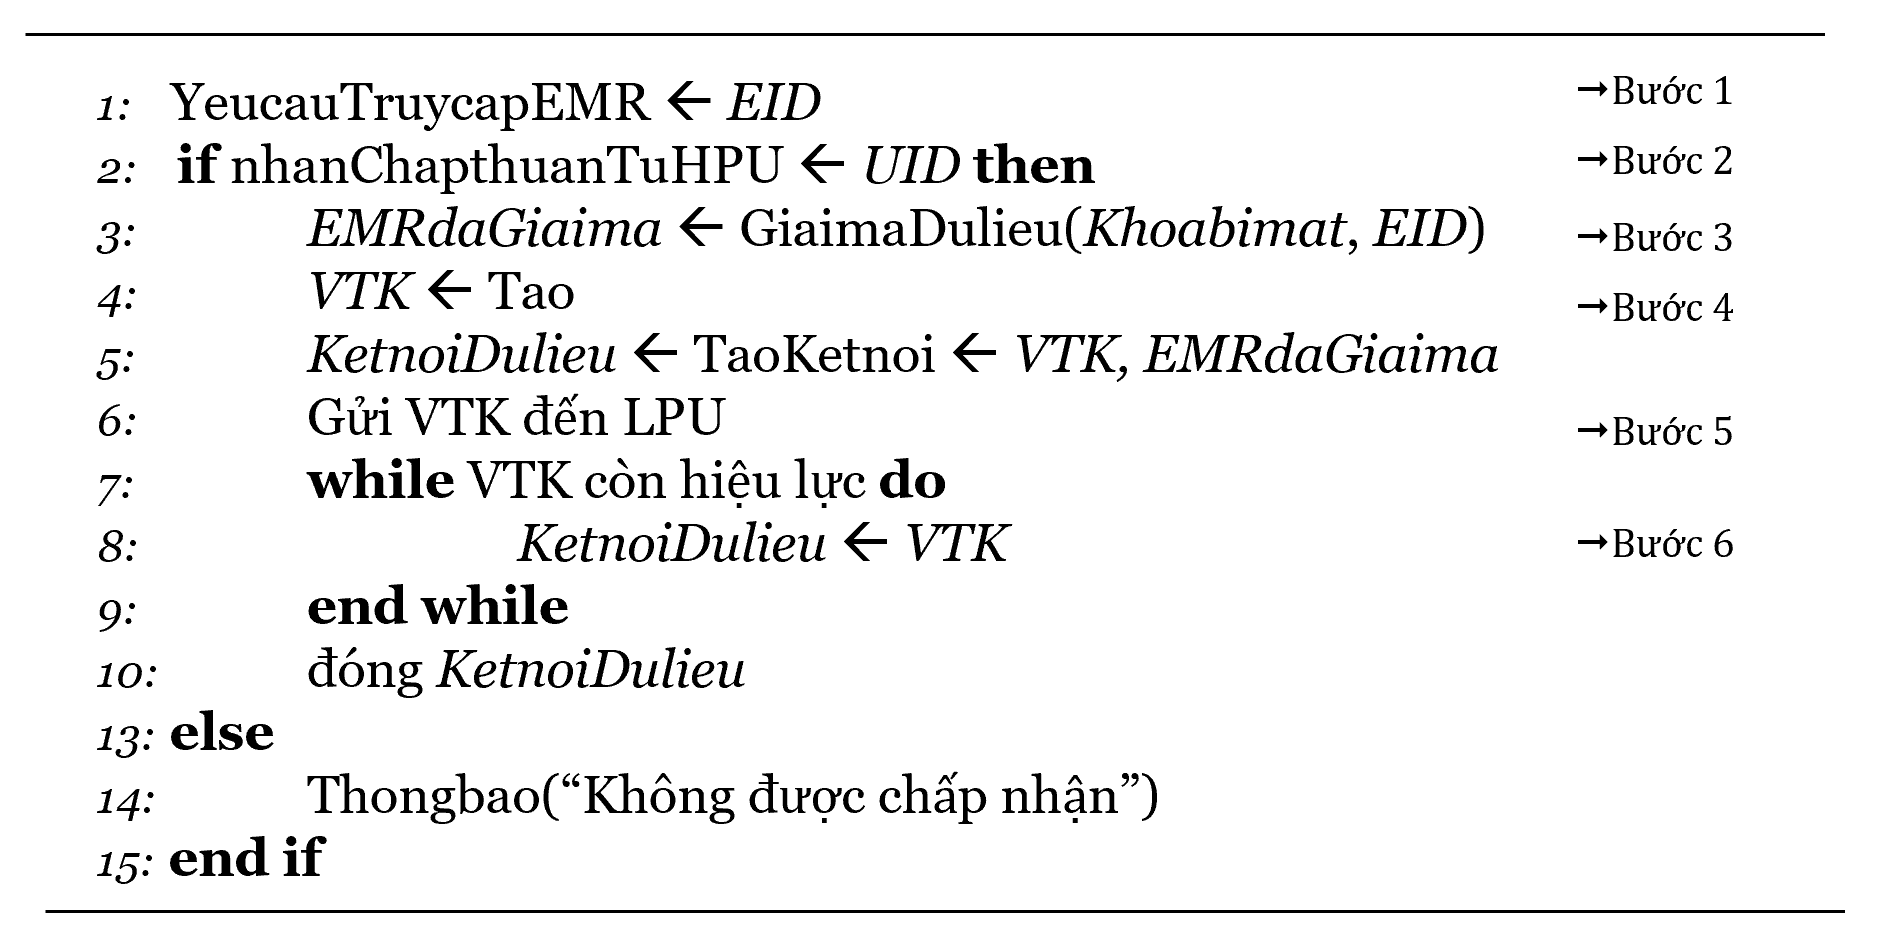 1: YeucauTruycapEMR ← EID →Bước 1
2: if nhanChapthuanTuHPU ← UID then →Bước 2
3: EMRdaGiaima ← GiaimaDulieu(Khoabimat, EID) →Bước 3
4: VTK ← Tao →Bước 4
5: KetnoiDulieu ← TaoKetnoi ← VTK, EMRdaGiaima
6: Gửi VTK đến LPU →Bước 5
7: while VTK còn hiệu lực do
8: KetnoiDulieu ← VTK →Bước 6
9: end while
10: đóng KetnoiDulieu
13: else
14: Thongbao(“Không được chấp nhận”)
15: end if